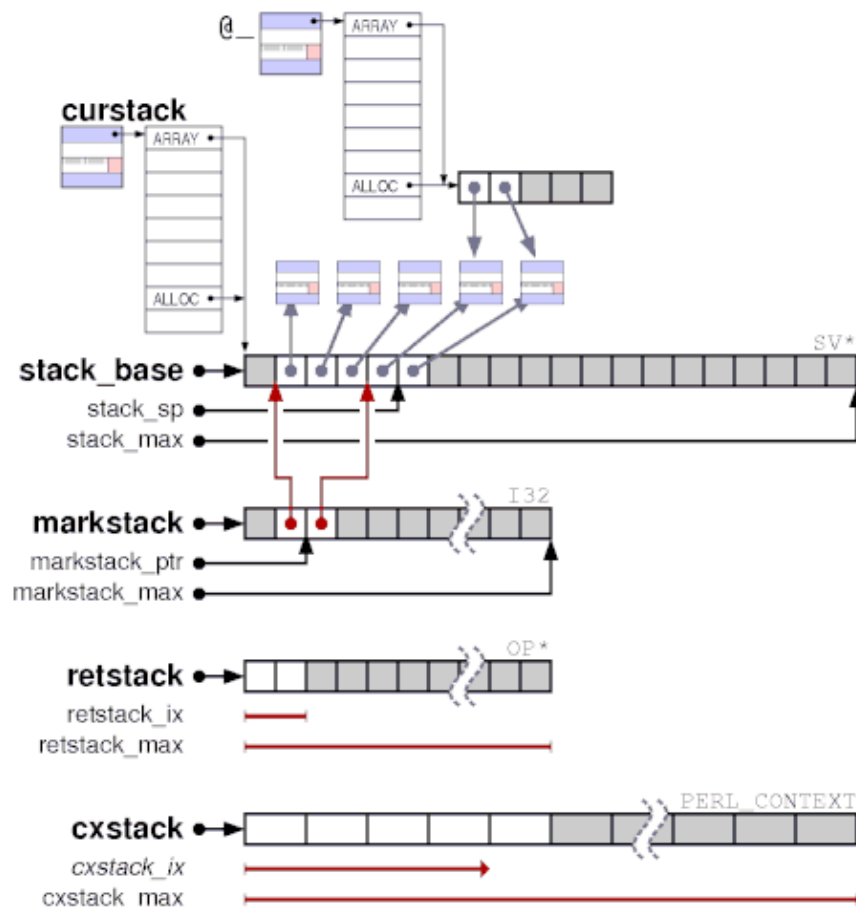 @_
ARRAY
curstack
ARRAY
ALLOC
ALLOC
SV*
stack_base
stack_sp
stack_max
I32
markstack
markstack_ptr
markstack_max
OP*
retstack
retstack_ix
retstack_max
PERL_CONTEXT
cxstack
cxstack_ix
cxstack_max